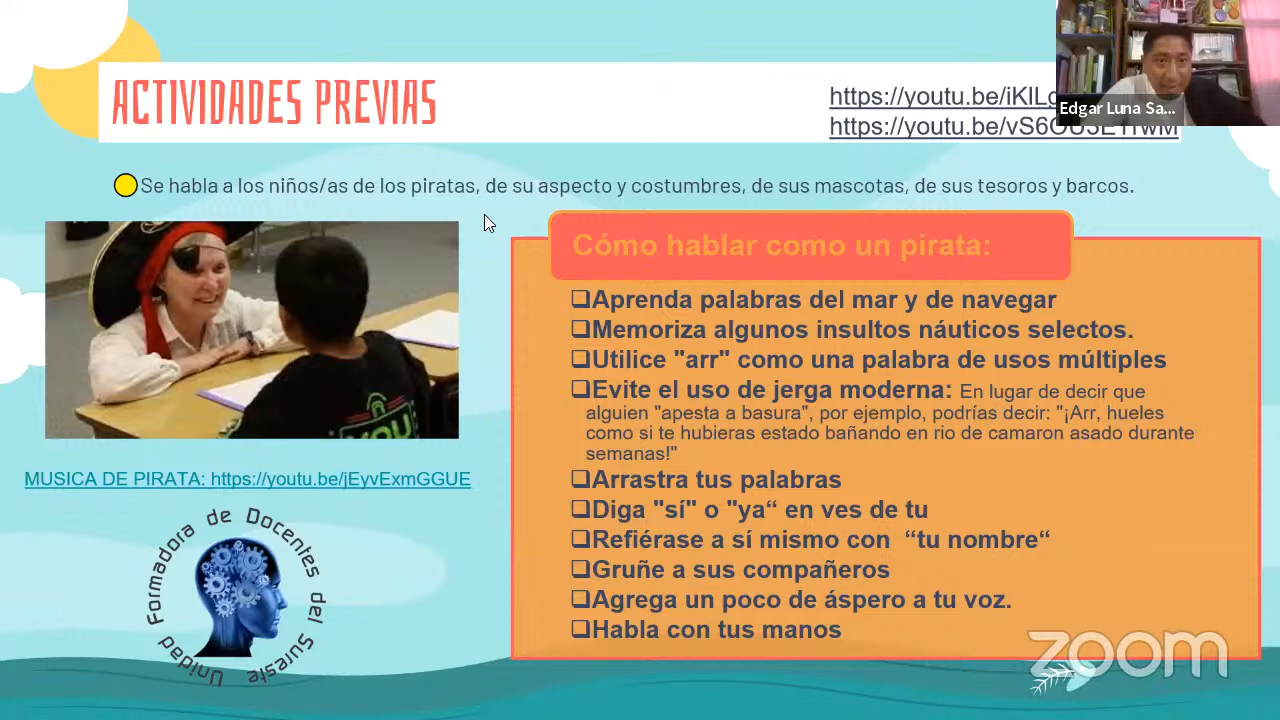 ACTIVIDADES PREVIAS
https://youtu.be/iKIL
https://youtu.be/vS6OU3E1rwM
Edgar Luna Sa...
Se habla a los niños/as de los piratas, de su aspecto y costumbres, de sus mascotas, de sus tesoros y barcos.
Cómo hablar como un pirata:
❑Aprenda palabras del mar y de navegar
❑Memoriza algunos insultos náuticos selectos.
❑Utilice "arr" como una palabra de usos múltiples
❑Evite el uso de jerga moderna: En lugar de decir que
alguien "apesta a basura", por ejemplo, podrías decir: "¡Arr, hueles
como si te hubieras estado bañando en rio de camaron asado durante
semanas!"
❑Arrastra tus palabras
❑Diga "sí" o "ya“ en ves de tu
❑Refiérase a sí mismo con “tu nombre“
❑Gruñe a sus compañeros
❑Agrega un poco de áspero a tu voz.
❑Habla con tus manos
YOU
MUSICA DE PIRATA: https://youtu.be/jEyvExmGGUE
Unidad Formadora de Docentes del Sureste
zoom